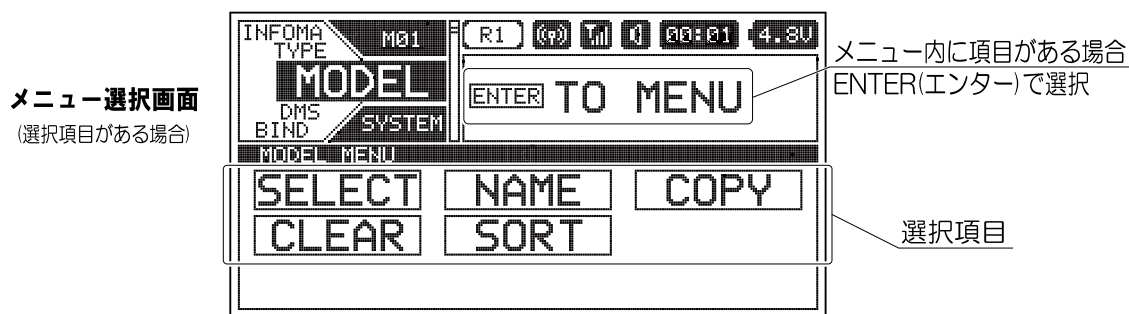 メニュー選択画面
(選択項目がある場合)
INFOMA
TYPE
M01
MODEL
DMS
BIND
SYSTEM
R1
00:01
4.8V
ENTER TO MENU
メニュー内に項目がある場合
ENTER(エンター)で選択
MODEL MENU
SELECT NAME COPY
CLEAR SORT
選択項目